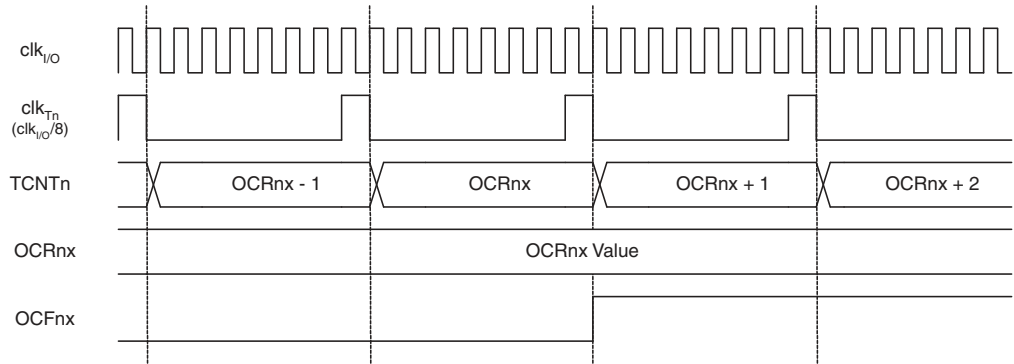 clkI/O
clkTn
(clkI/O/8)
TCNTn
OCRnx - 1
OCRnx
OCRnx + 1
OCRnx + 2
OCRnx
OCRnx Value
OCFnx